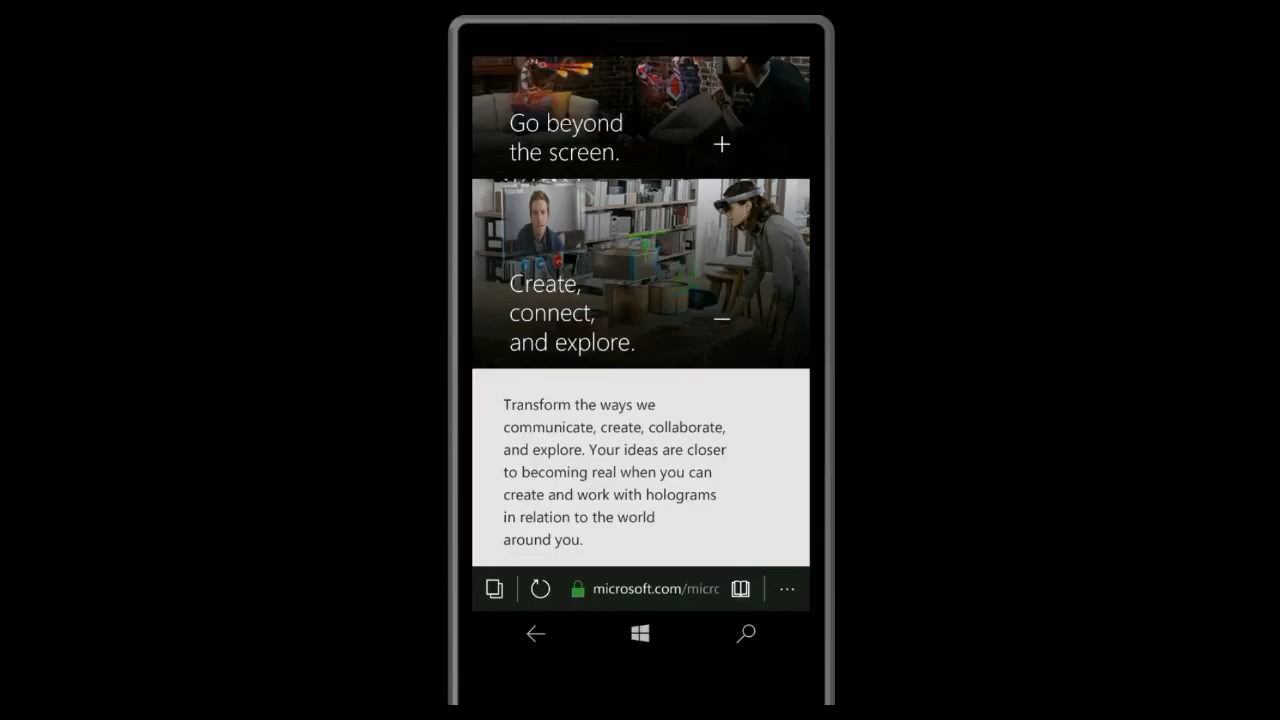 Go beyond
the screen.
Create,
connect,
and explore.
Transform the ways we
communicate, create, collaborate,
and explore. Your ideas are closer
to becoming real when you can
create and work with holograms
in relation to the world
around you.
microsoft.com/micro